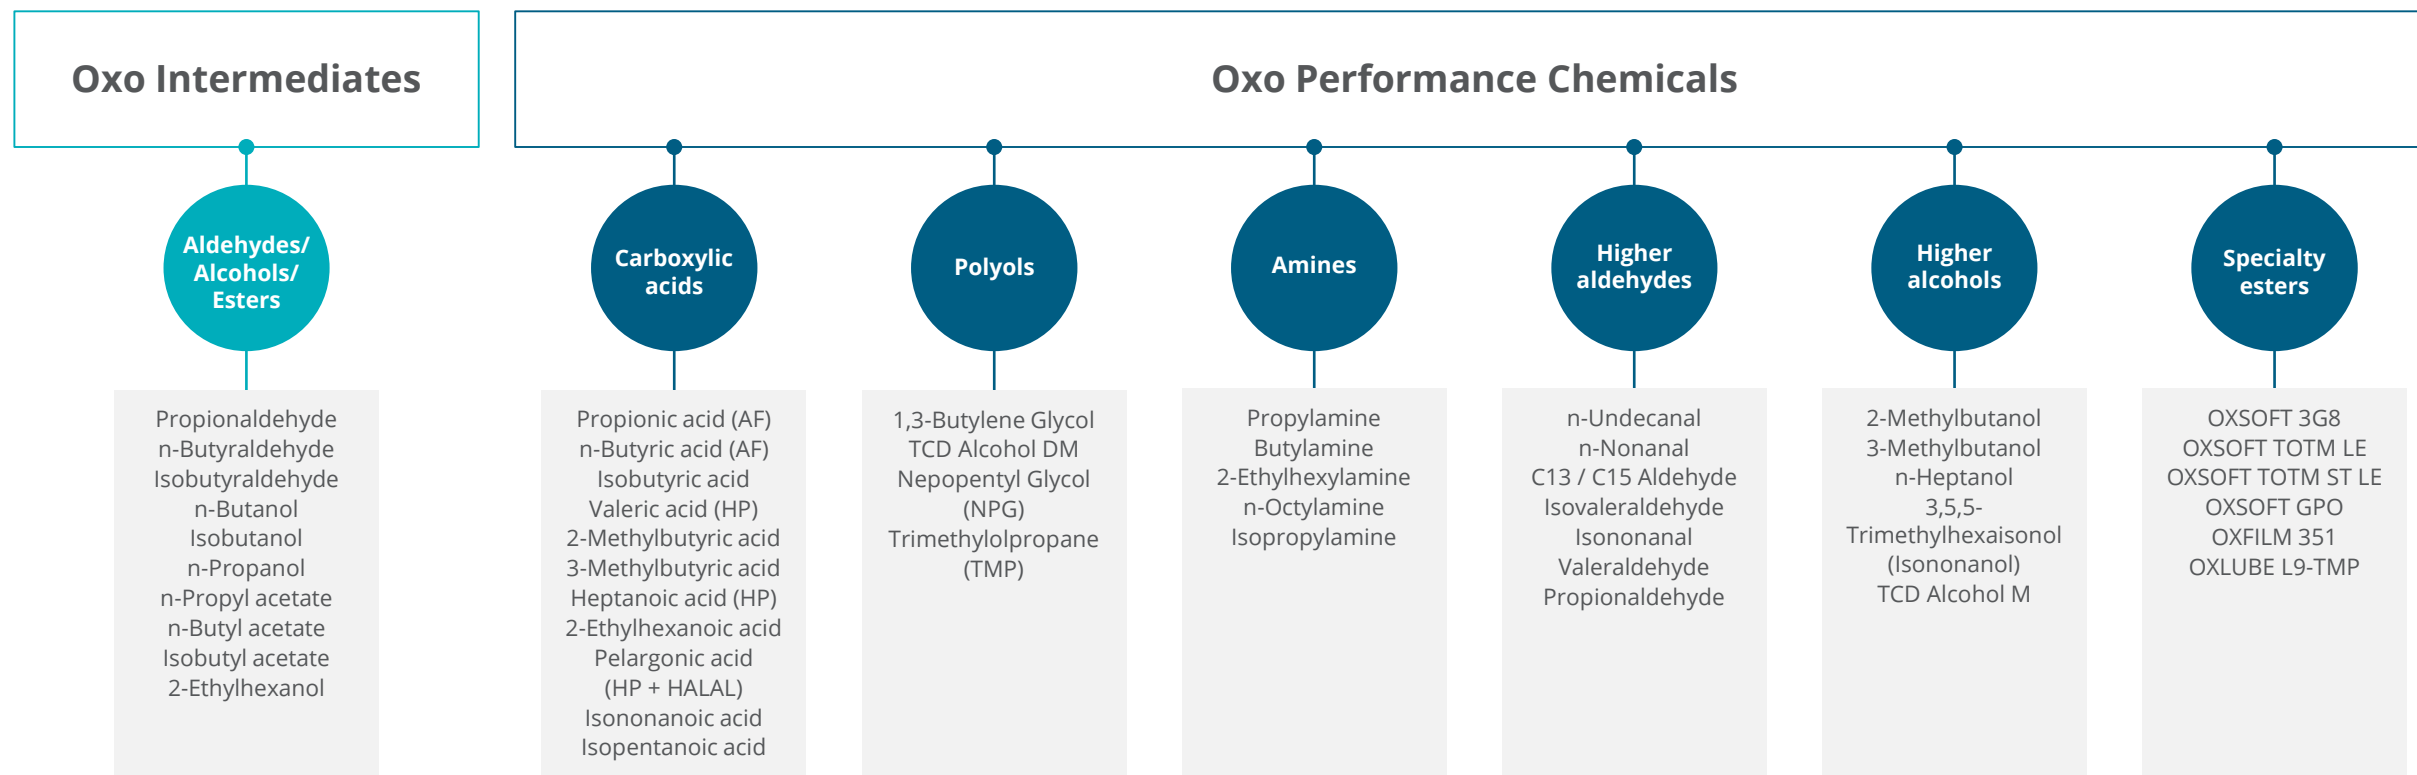 Oxo Intermediates
Oxo Performance Chemicals
Aldehydes/
Alcohols/
Esters
Propionaldehyde
n-Butyraldehyde
Isobutyraldehyde
n-Butanol
Isobutanol
n-Propanol
n-Propyl acetate
n-Butyl acetate
Isobutyl acetate
2-Ethylhexanol
Carboxylic
acids
Propionic acid (AF)
n-Butyric acid (AF)
Isobutyric acid
Valeric acid (HP)
2-Methylbutyric acid
3-Methylbutyric acid
Heptanoic acid (HP)
2-Ethylhexanoic acid
Pelargonic acid
(HP + HALAL)
Isononanoic acid
Isopentanoic acid
Polyols
1,3-Butylene Glycol
TCD Alcohol DM
Nepopentyl Glycol
(NPG)
Trimethylolpropane
(TMP)
Amines
Propylamine
Butylamine
2-Ethylhexylamine
n-Octylamine
Isopropylamine
Higher
aldehydes
n-Undecanal
n-Nonanal
C13 / C15 Aldehyde
Isovaleraldehyde
Isononanal
Valeraldehyde
Propionaldehyde
Higher
alcohols
2-Methylbutanol
3-Methylbutanol
n-Heptanol
3,5,5-
Trimethylhexaisonol
(Isononanol)
TCD Alcohol M
Specialty
esters
OXSOFT 3G8
OXSOFT TOTM LE
OXSOFT TOTM ST LE
OXSOFT GPO
OXFILM 351
OXLUBE L9-TMP